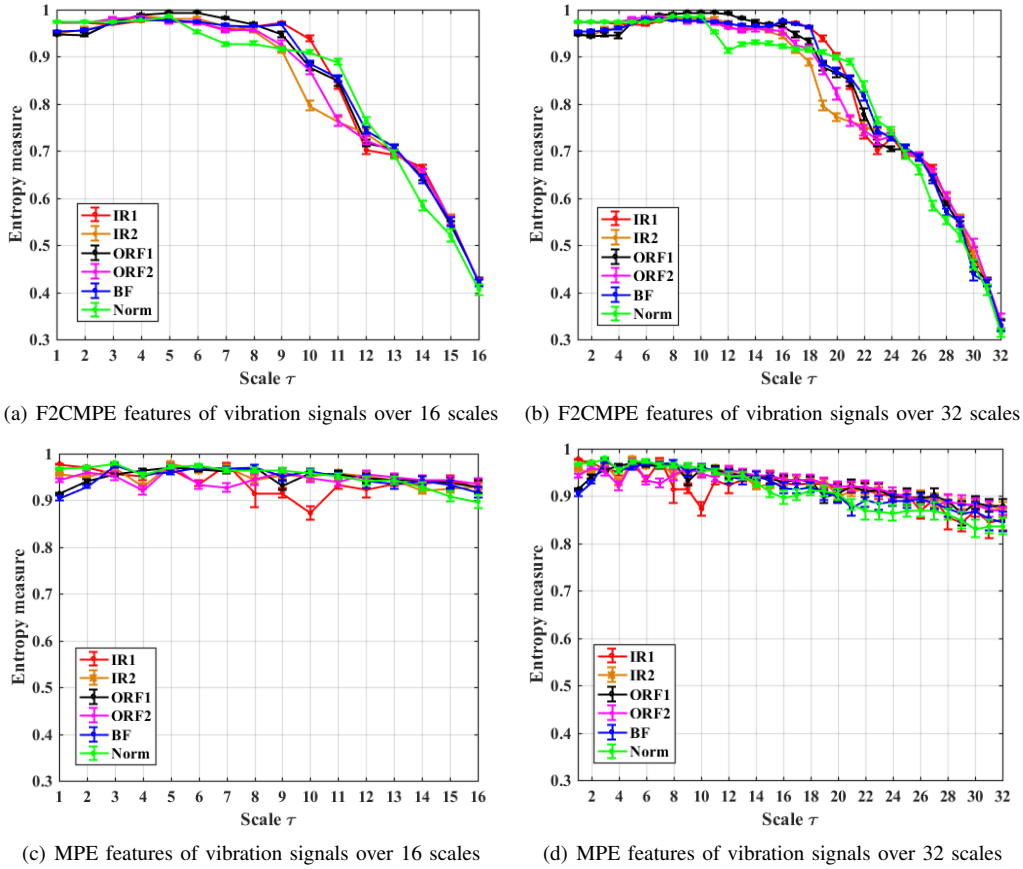 1
0.9
0.8
0.7
0.6
0.5
0.4
0.3
Entropy measure
IR1
IR2
ORF1
ORF2
BF
Norm
1 2 3 4 5 6 7 8 9 10 11 12 13 14 15 16
Scale τ
(a) F2CMPE features of vibration signals over 16 scales
1
0.9
0.8
0.7
0.6
0.5
0.4
0.3
Entropy measure
IR1
IR2
ORF1
ORF2
BF
Norm
2 4 6 8 10 12 14 16 18 20 22 24 26 28 30 32
Scale τ
(b) F2CMPE features of vibration signals over 32 scales
1
0.9
0.8
0.7
0.6
0.5
0.4
0.3
Entropy measure
IR1
IR2
ORF1
ORF2
BF
Norm
1 2 3 4 5 6 7 8 9 10 11 12 13 14 15 16
Scale τ
(c) MPE features of vibration signals over 16 scales
1
0.9
0.8
0.7
0.6
0.5
0.4
0.3
Entropy measure
IR1
IR2
ORF1
ORF2
BF
Norm
2 4 6 8 10 12 14 16 18 20 22 24 26 28 30 32
Scale τ
(d) MPE features of vibration signals over 32 scales